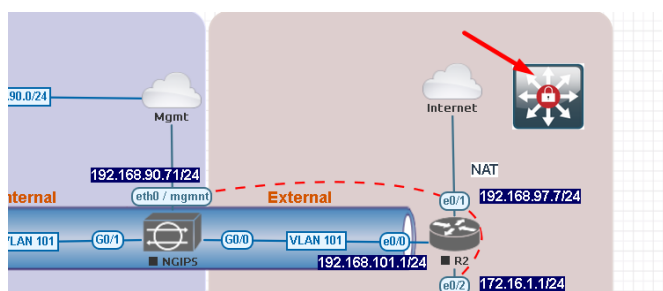 .90.0/24
Mgmt
Internet
192.168.90.71/24
NAT
nternal
eth0 / mgmnt
External
e0/1
192.168.97.7/24
VLAN 101
G0/1
G0/0
VLAN 101
e0/0
NGIPS
192.168.101.1/24
R2
e0/2
172.16.1.1/24